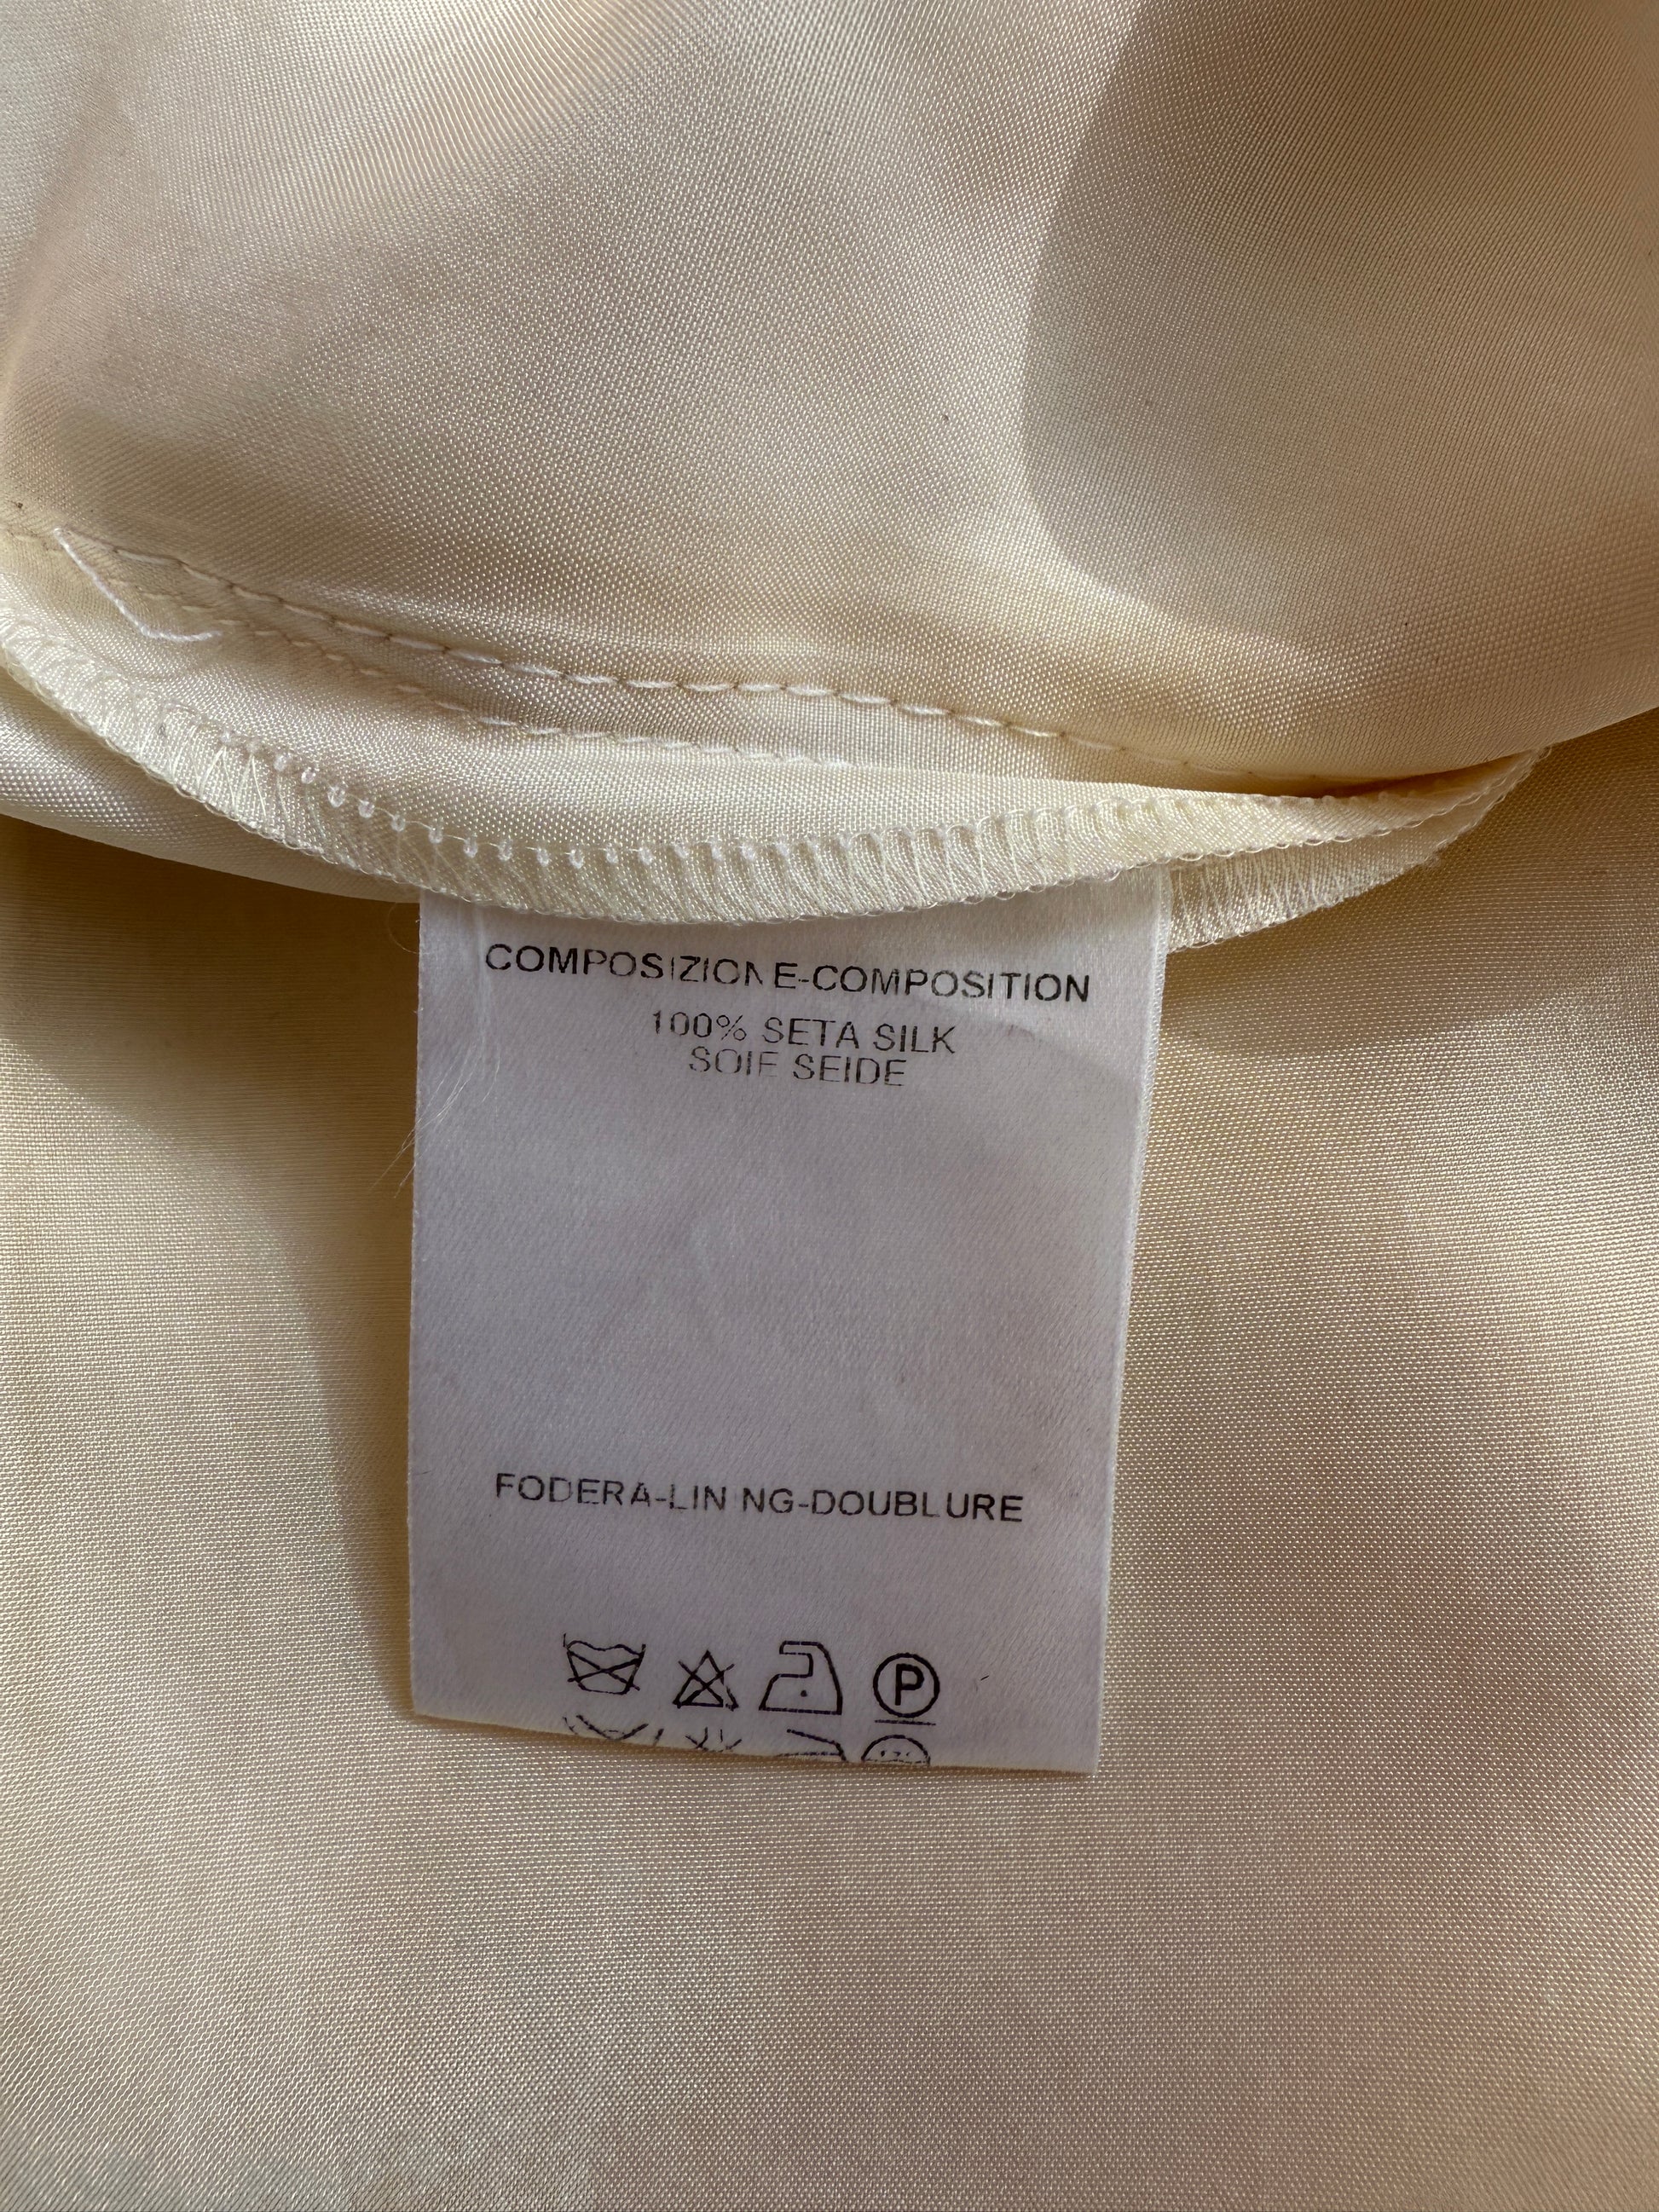 COMPOSIZIONE-COMPOSITION
100% SETA SILK
SOIE SEIDE
FODERA-LINING-DOUBLURE
P